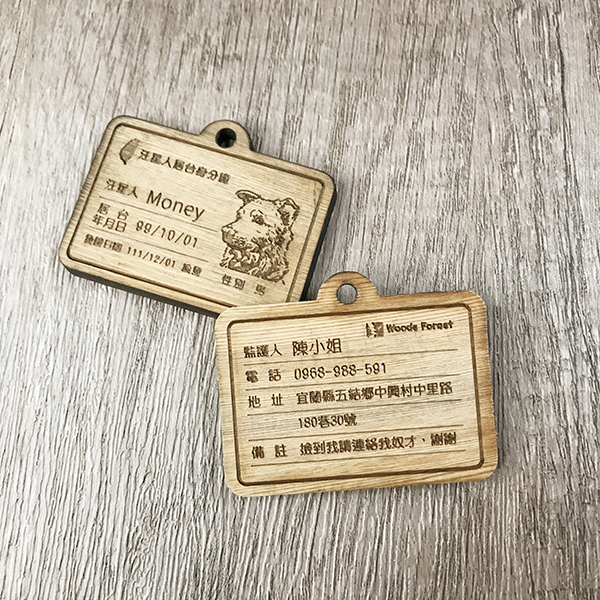 汪星人居台身分證
汪星人 Money
居台
年月日 99/10/01
發證日期 111/12/01
性別 男
Woods Forest
監護人 陳小姐
電話 0968-988-591
地址 宜蘭縣五結鄉中興村中里路
180巷30號
備註 撿到我請連絡我奴才，謝謝